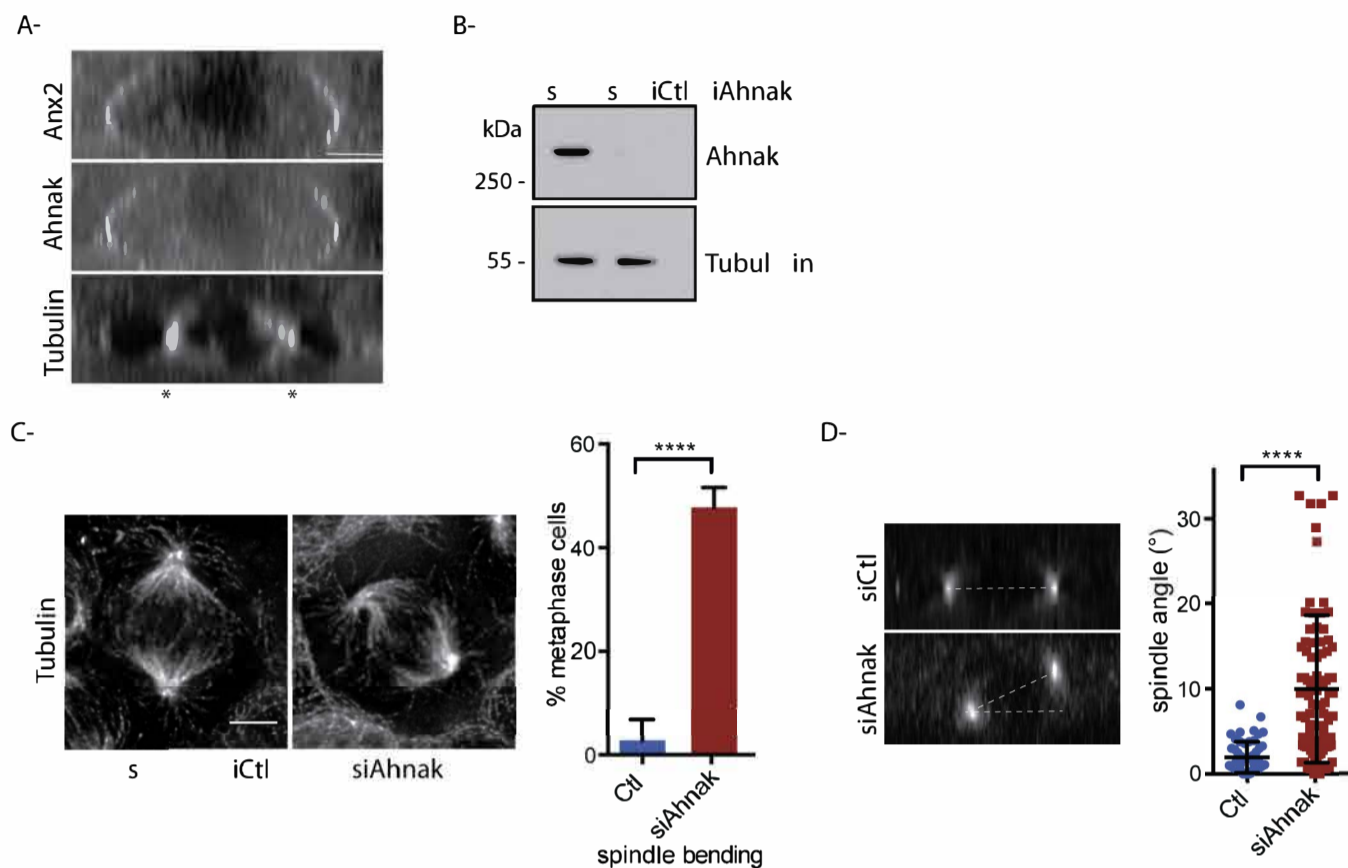 A-
Anx2
Ahnak
Tubulin
* *
B-
s s iCtl iAhnak
kDa
Ahnak
250 -
55 - Tubul in
C-
Tubulin
s iCtl siAhnak
% metaphase cells
60
40
20
0
****
Ctl siAhnak
spindle bending
D-
siCtl
siAhnak
spindle angle (°)
30
20
10
0
****
Ctl siAhnak